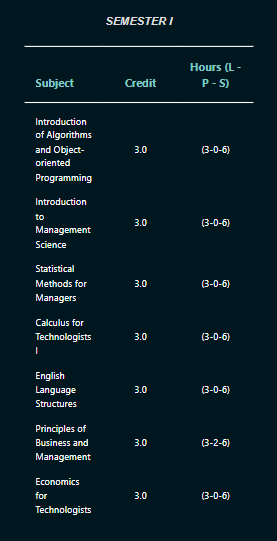 SEMESTER I
Hours (L -
Subject Credit P - S)
Introduction
of Algorithms
and Object- 3.0 (3-0-6)
oriented
Programming
Introduction
to
Management 3.0 (3-0-6)
Science
Statistical
Methods for 3.0 (3-0-6)
Managers
Calculus for
Technologists 3.0 (3-0-6)
I
English
Language 3.0 (3-0-6)
Structures
Principles of
Business and 3.0 (3-2-6)
Management
Economics
for 3.0 (3-0-6)
Technologists